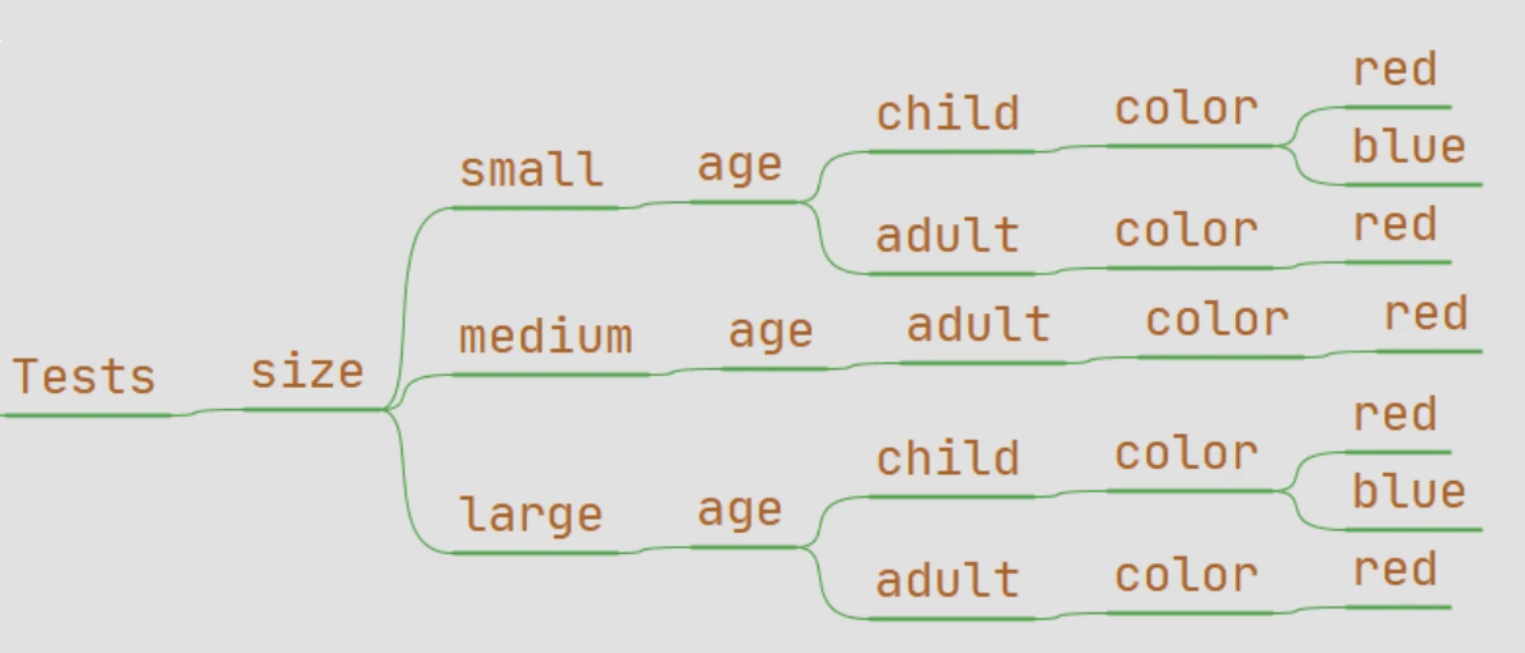 Tests
size
small
age
child
color
red
blue
adult
color
red
medium
age
adult
color
red
large
age
child
color
red
blue
adult
color
red